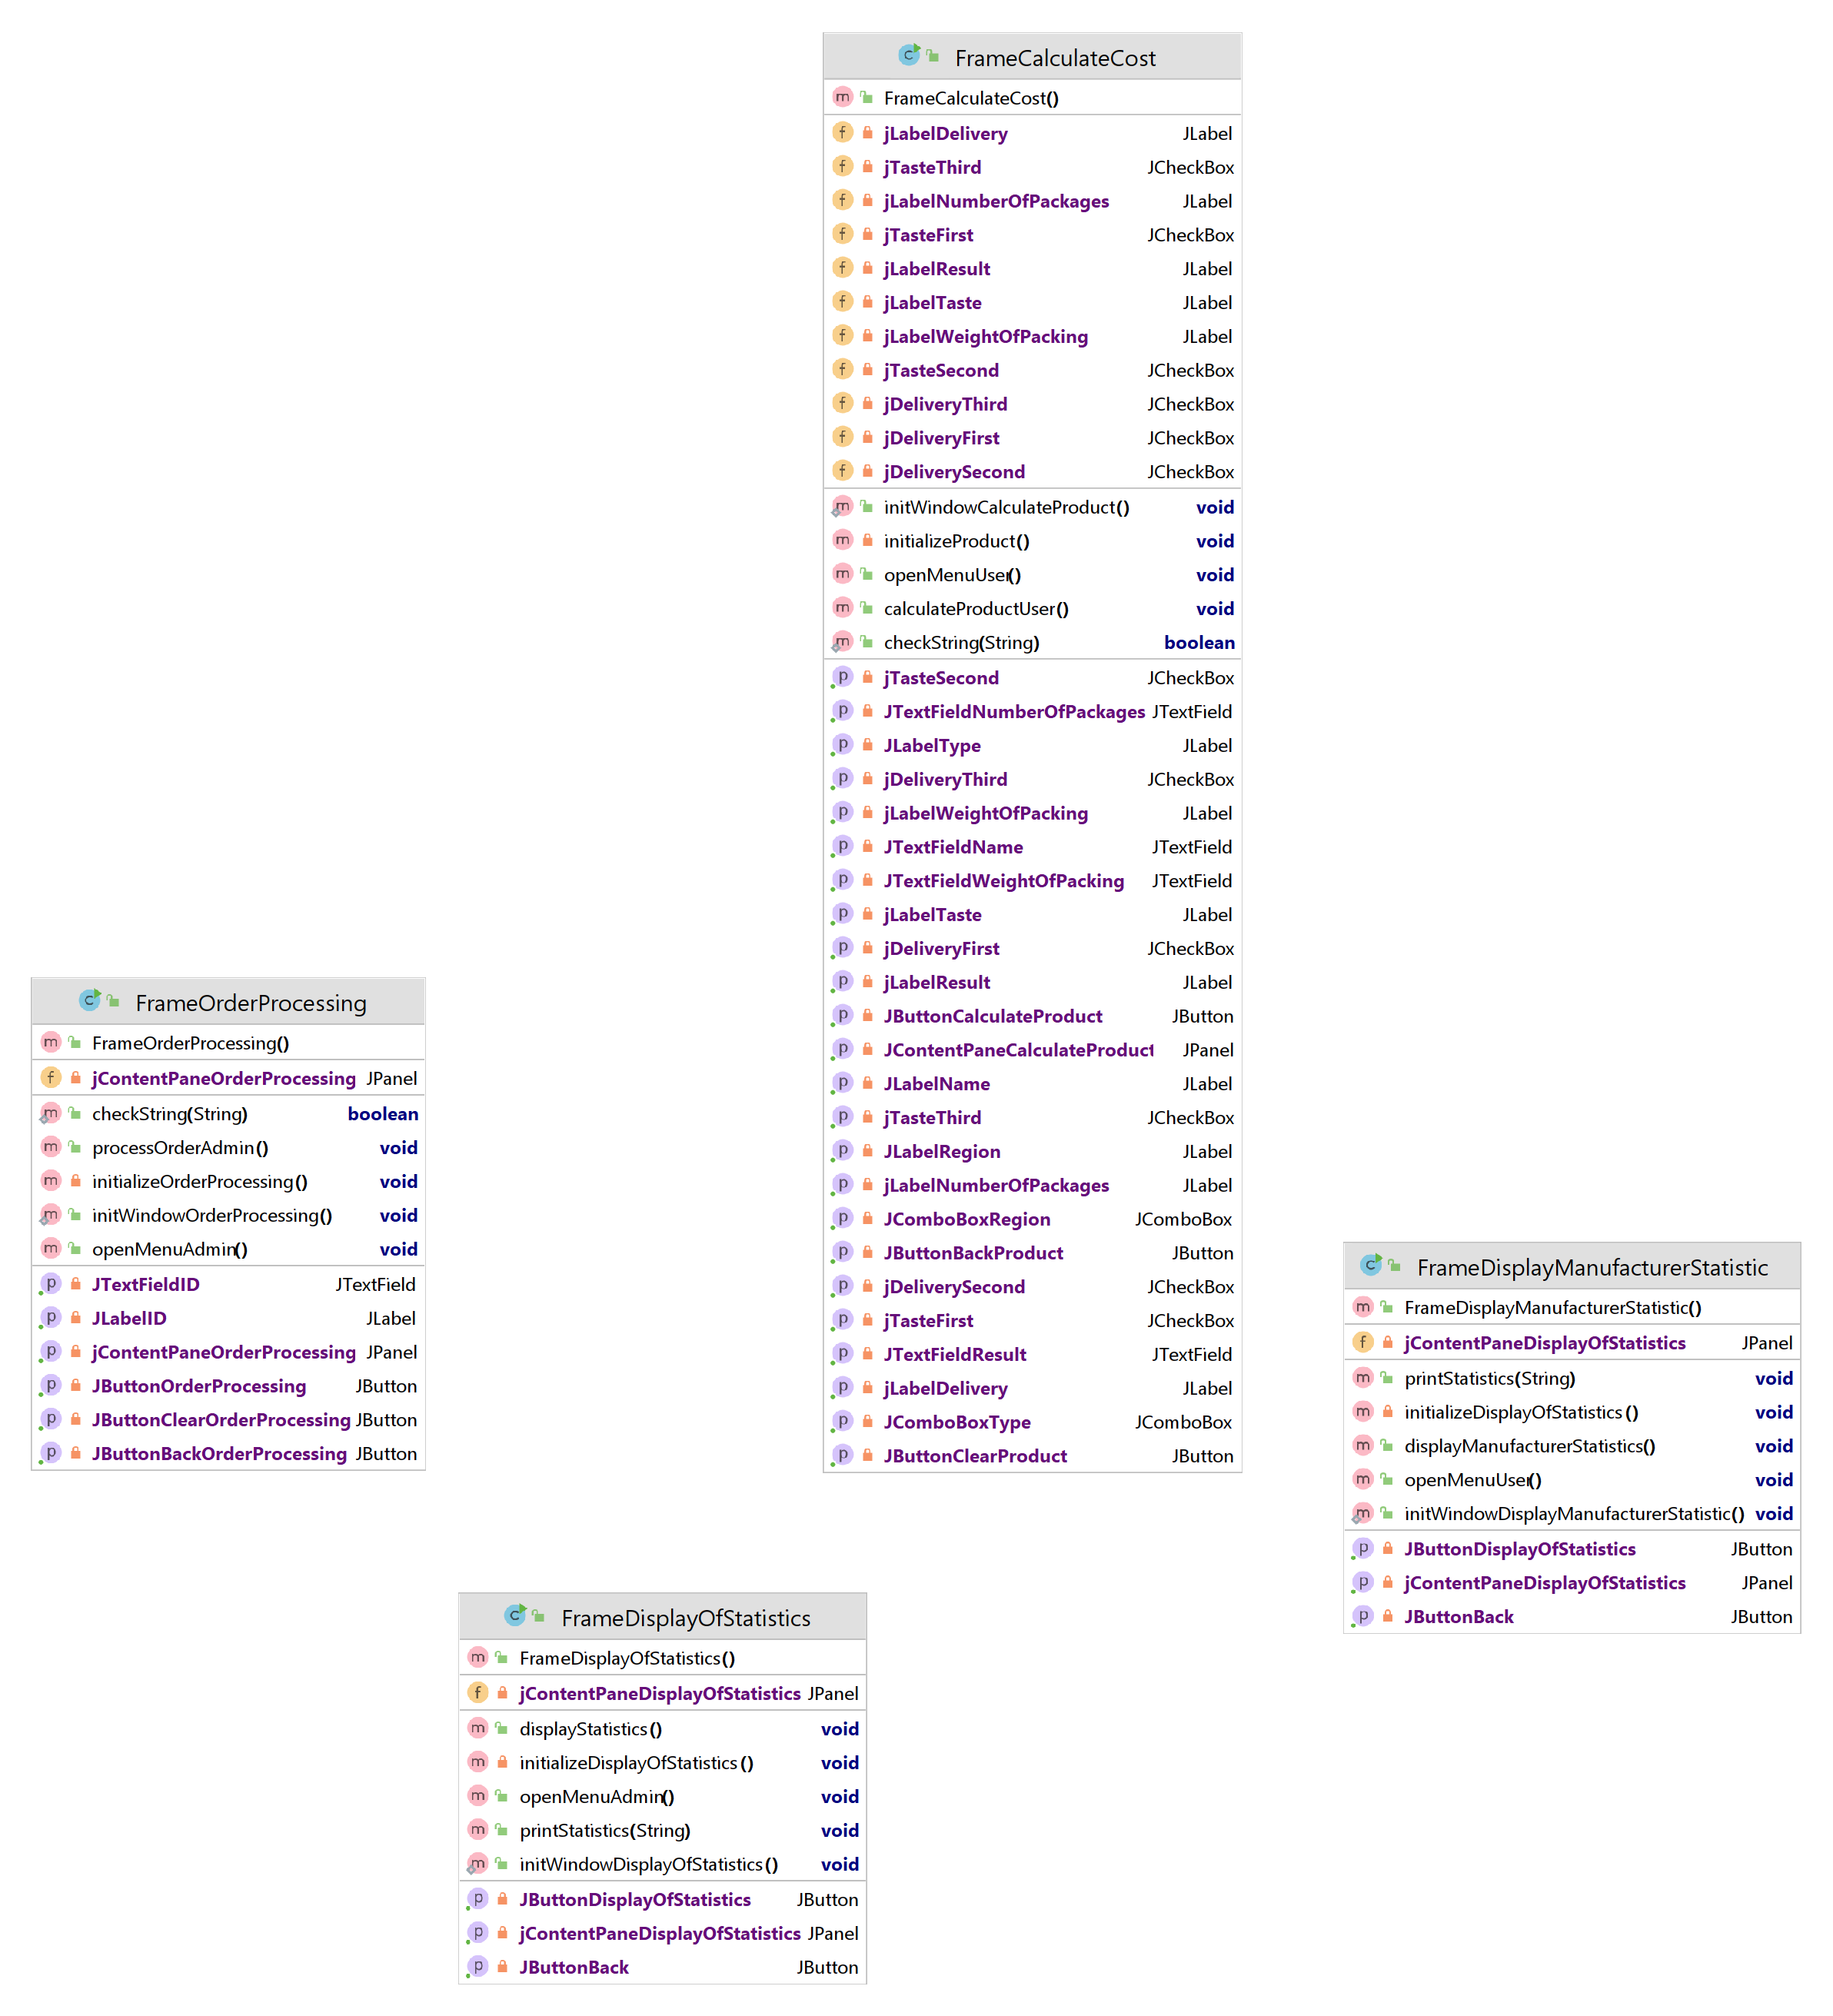 FrameCalculateCost
FrameCalculateCost()
jLabelDelivery JLabel
jTasteThird JCheckBox
jLabelNumberOfPackages JLabel
jTasteFirst JCheckBox
jLabelResult JLabel
jLabelTaste JLabel
jLabelWeightOfPacking JLabel
jTasteSecond JCheckBox
jDeliveryThird JCheckBox
jDeliveryFirst JCheckBox
jDeliverySecond JCheckBox
initWindowCalculateProduct() void
initializeProduct() void
openMenuUser() void
calculateProductUser() void
checkString(String) boolean
jTasteSecond JCheckBox
JTextFieldNumberOfPackages JTextField
JLabelType JLabel
jDeliveryThird JCheckBox
jLabelWeightOfPacking JLabel
JTextFieldName JTextField
JTextFieldWeightOfPacking JTextField
jLabelTaste JLabel
jDeliveryFirst JCheckBox
jLabelResult JLabel
JButtonCalculateProduct JButton
JContentPaneCalculateProduct JPanel
JLabelName JLabel
jTasteThird JCheckBox
JLabelRegion JLabel
jLabelNumberOfPackages JLabel
JComboBoxRegion JComboBox
JButtonBackProduct JButton
jDeliverySecond JCheckBox
jTasteFirst JCheckBox
JTextFieldResult JTextField
jLabelDelivery JLabel
JComboBoxType JComboBox
JButtonClearProduct JButton
FrameOrderProcessing
FrameOrderProcessing()
jContentPaneOrderProcessing JPanel
checkString(String) boolean
processOrderAdmin() void
initializeOrderProcessing() void
initWindowOrderProcessing() void
openMenuAdmin() void
JTextFieldID JTextField
JLabelID JLabel
jContentPaneOrderProcessing JPanel
JButtonOrderProcessing JButton
JButtonClearOrderProcessing JButton
JButtonBackOrderProcessing JButton
FrameDisplayManufacturerStatistic
FrameDisplayManufacturerStatistic()
jContentPaneDisplayOfStatistics JPanel
printStatistics(String) void
initializeDisplayOfStatistics() void
displayManufacturerStatistics() void
openMenuUser() void
initWindowDisplayManufacturerStatistic() void
JButtonDisplayOfStatistics JButton
jContentPaneDisplayOfStatistics JPanel
JButtonBack JButton
FrameDisplayOfStatistics
FrameDisplayOfStatistics()
jContentPaneDisplayOfStatistics JPanel
displayStatistics() void
initializeDisplayOfStatistics() void
openMenuAdmin() void
printStatistics(String) void
initWindowDisplayOfStatistics() void
JButtonDisplayOfStatistics JButton
jContentPaneDisplayOfStatistics JPanel
JButtonBack JButton